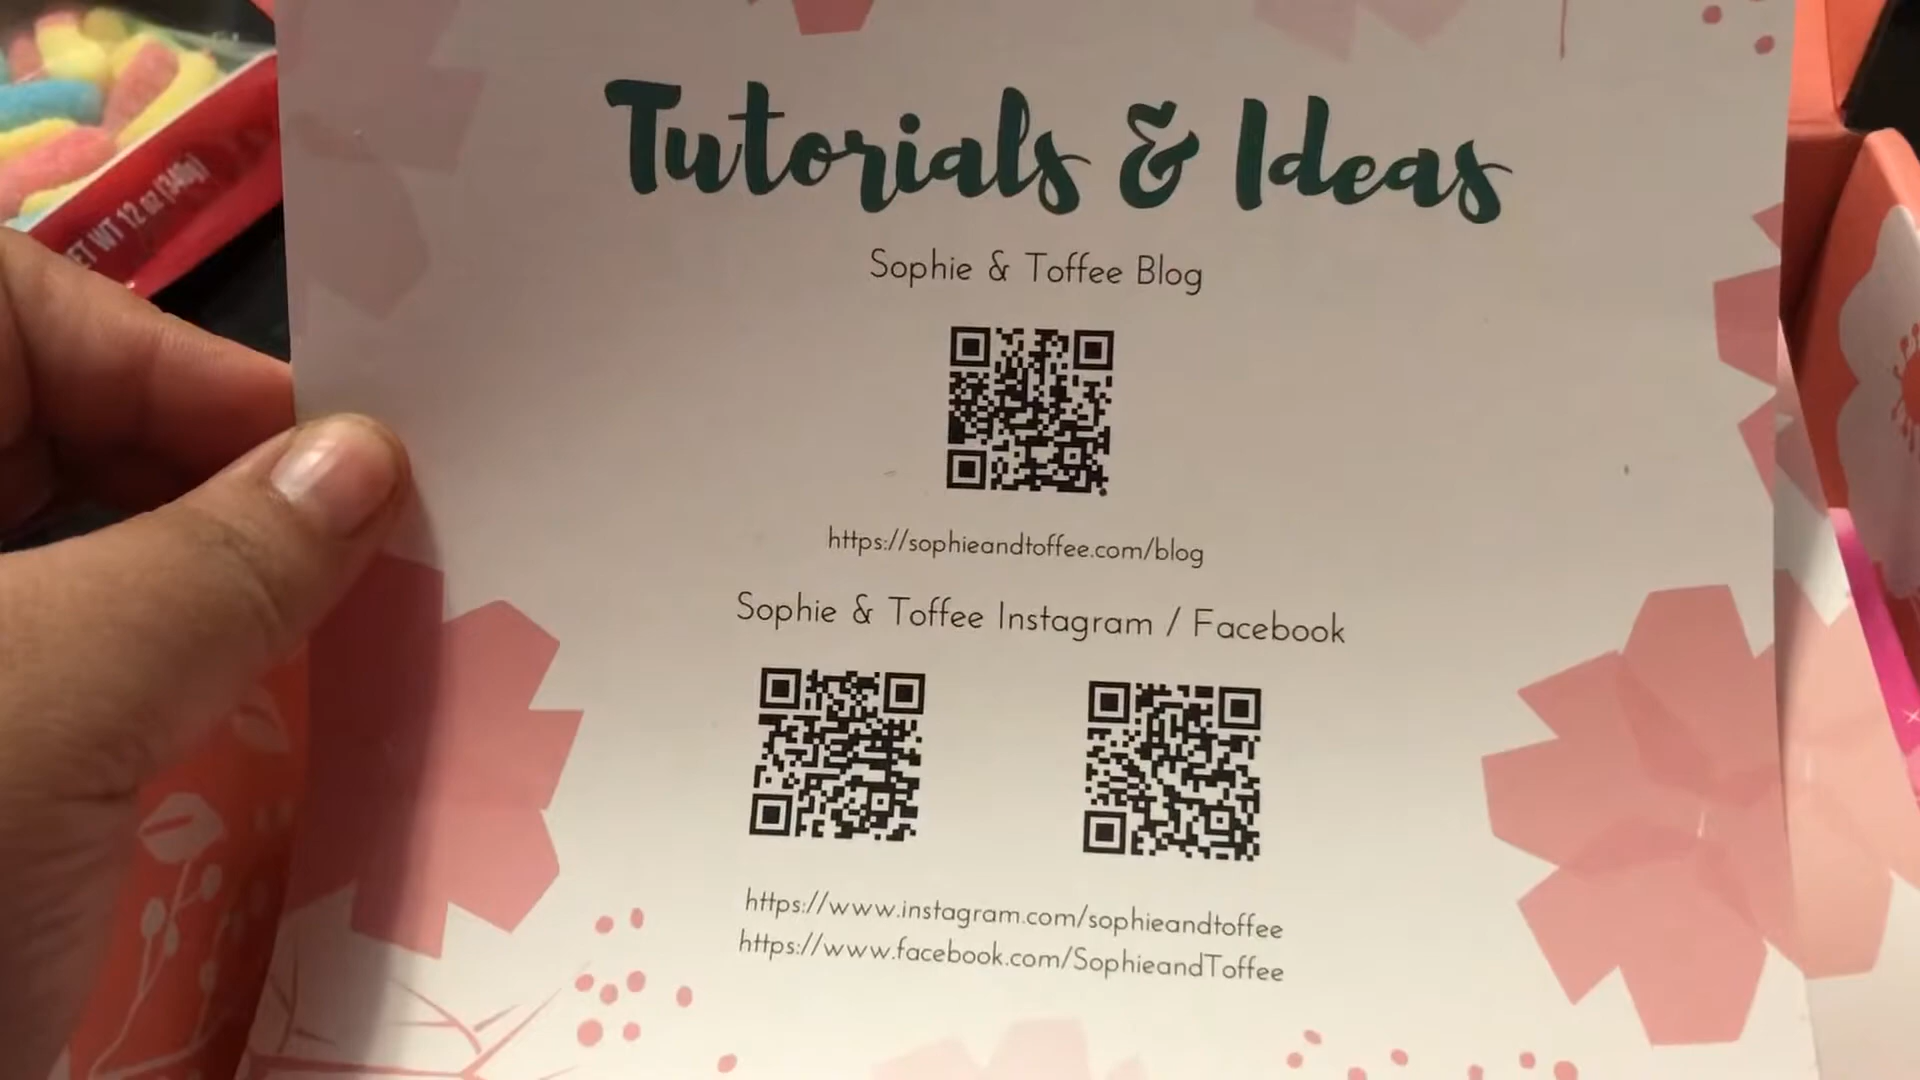 Tutorials & Ideas
Sophie & Toffee Blog
https://sophieandtoffee.com/blog
Sophie & Toffee Instagram / Facebook
https://www.instagram.com/sophieandtoffee
https://www.facebook.com/SophieandToffee
WT 12 oz (340g)